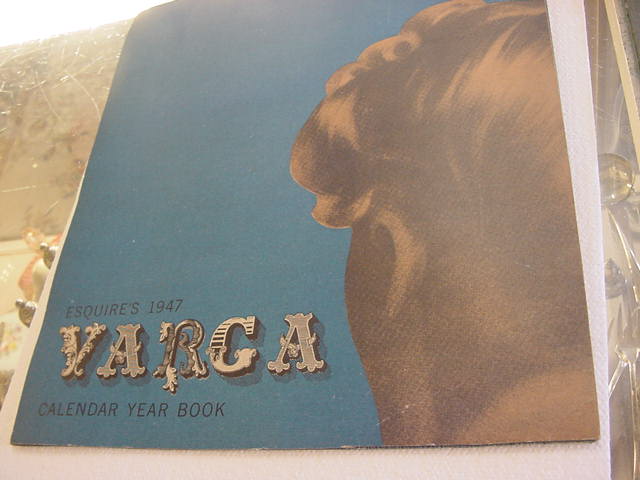 ESQUIRE'S 1947
VARGA
CALENDAR YEAR BOOK